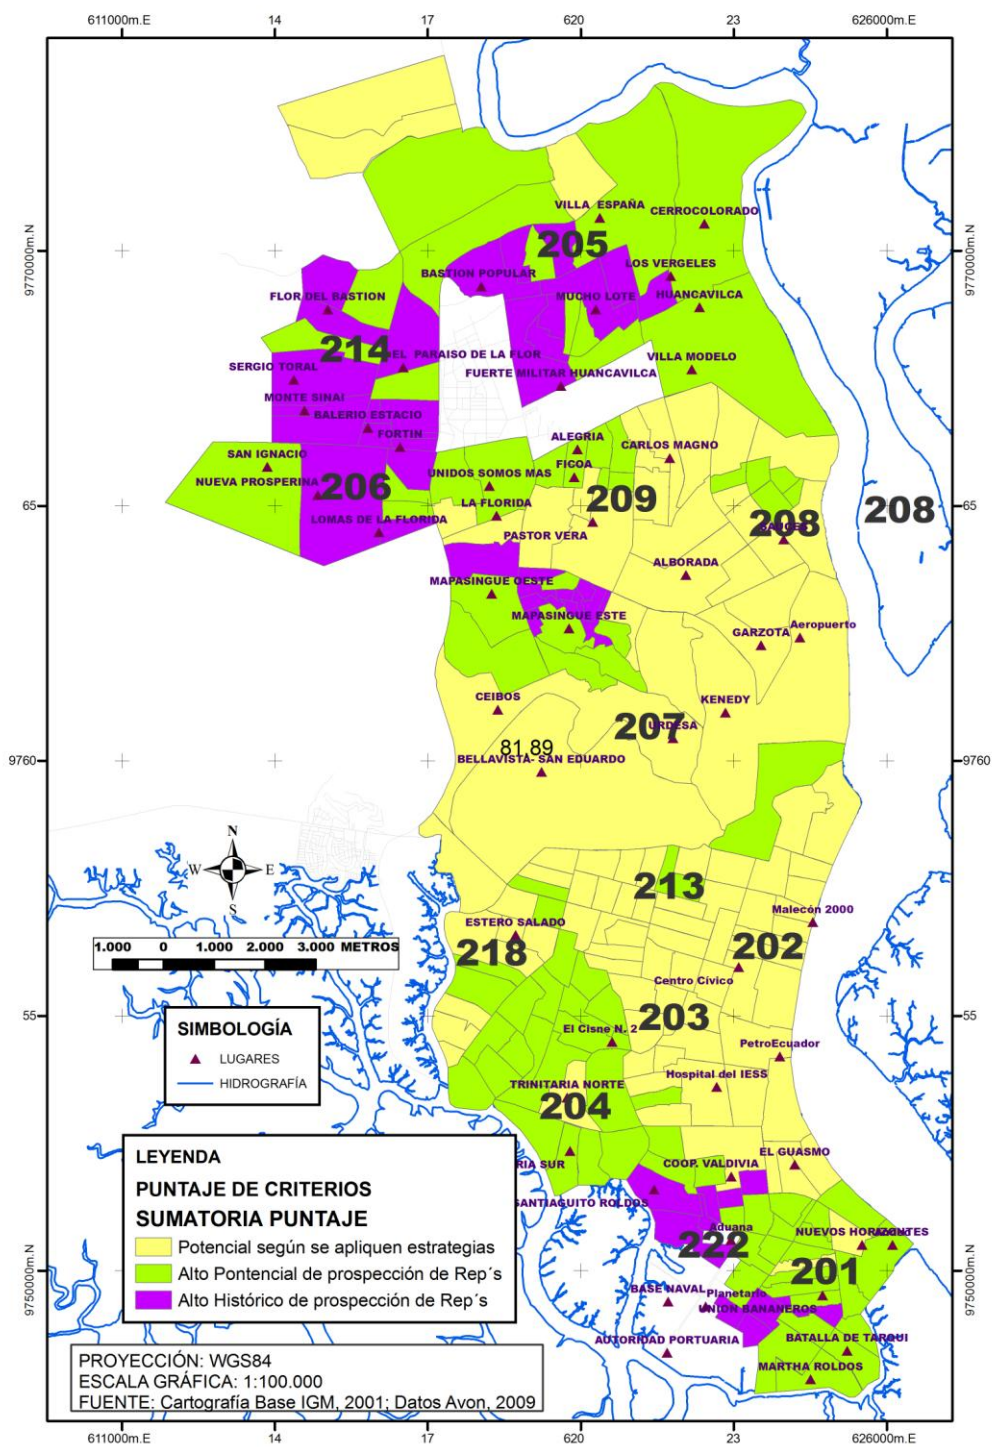 611000m.E 14 17 620 23 626000m.E
VILLA ESPAÑA
CERROCOLORADO
205
9770000m.N 9770000m.N
LOS VERGELES
BASTION POPULAR
FLOR DEL BASTION
MUCHO LOTE
HUANCAVILCA
214
EL PARAISO DE LA FLOR
VILLA MODELO
SERGIO TORAL
FUERTE MILITAR HUANCAVILCA
MONTE SINAI
BALERIO ESTACIO
FORTIN
ALEGRIA
CARLOS MAGNO
SAN IGNACIO
FICOA
UNIDOS SOMOS MAS
NUEVA PROSPERINA
206
209
LA FLORIDA
65 65
208 208
SAUCES
LOMAS DE LA FLORIDA
PASTOR VERA
ALBORADA
MAPASINGUE OESTE
MAPASINGUE ESTE
GARZOTA
Aeropuerto
CEIBOS
KENEDY
207
URDESA
81.89
9760 9760
BELLAVISTA- SAN EDUARDO
N
W E
S
213
Malecón 2000
ESTERO SALADO
218
202
1.000 0 1.000 2.000 3.000 METROS
Centro Cívico
55 55
203
SIMBOLOGÍA
LUGARES
HIDROGRAFÍA
El Cisne N. 2
PetroEcuador
Hospital del IESS
TRINITARIA NORTE
204
EL GUASMO
RIA SUR
COOP. VALDIVIA
SANTIAGUITO ROLDOS
Aduana
NUEVOS HORIZONTES
222
201
9750000m.N 9750000m.N
BASE NAVAL
Planetario
UNION BANANEROS
AUTORIDAD PORTUARIA
BATALLA DE TARQUI
MARTHA ROLDOS
LEYENDA
PUNTAJE DE CRITERIOS
SUMATORIA PUNTAJE
Potencial según se apliquen estrategias
Alto Pontencial de prospección de Rep´s
Alto Histórico de prospección de Rep´s
PROYECCIÓN: WGS84
ESCALA GRÁFICA: 1:100.000
FUENTE: Cartografía Base IGM, 2001; Datos Avon, 2009
611000m.E 14 17 620 23 626000m.E